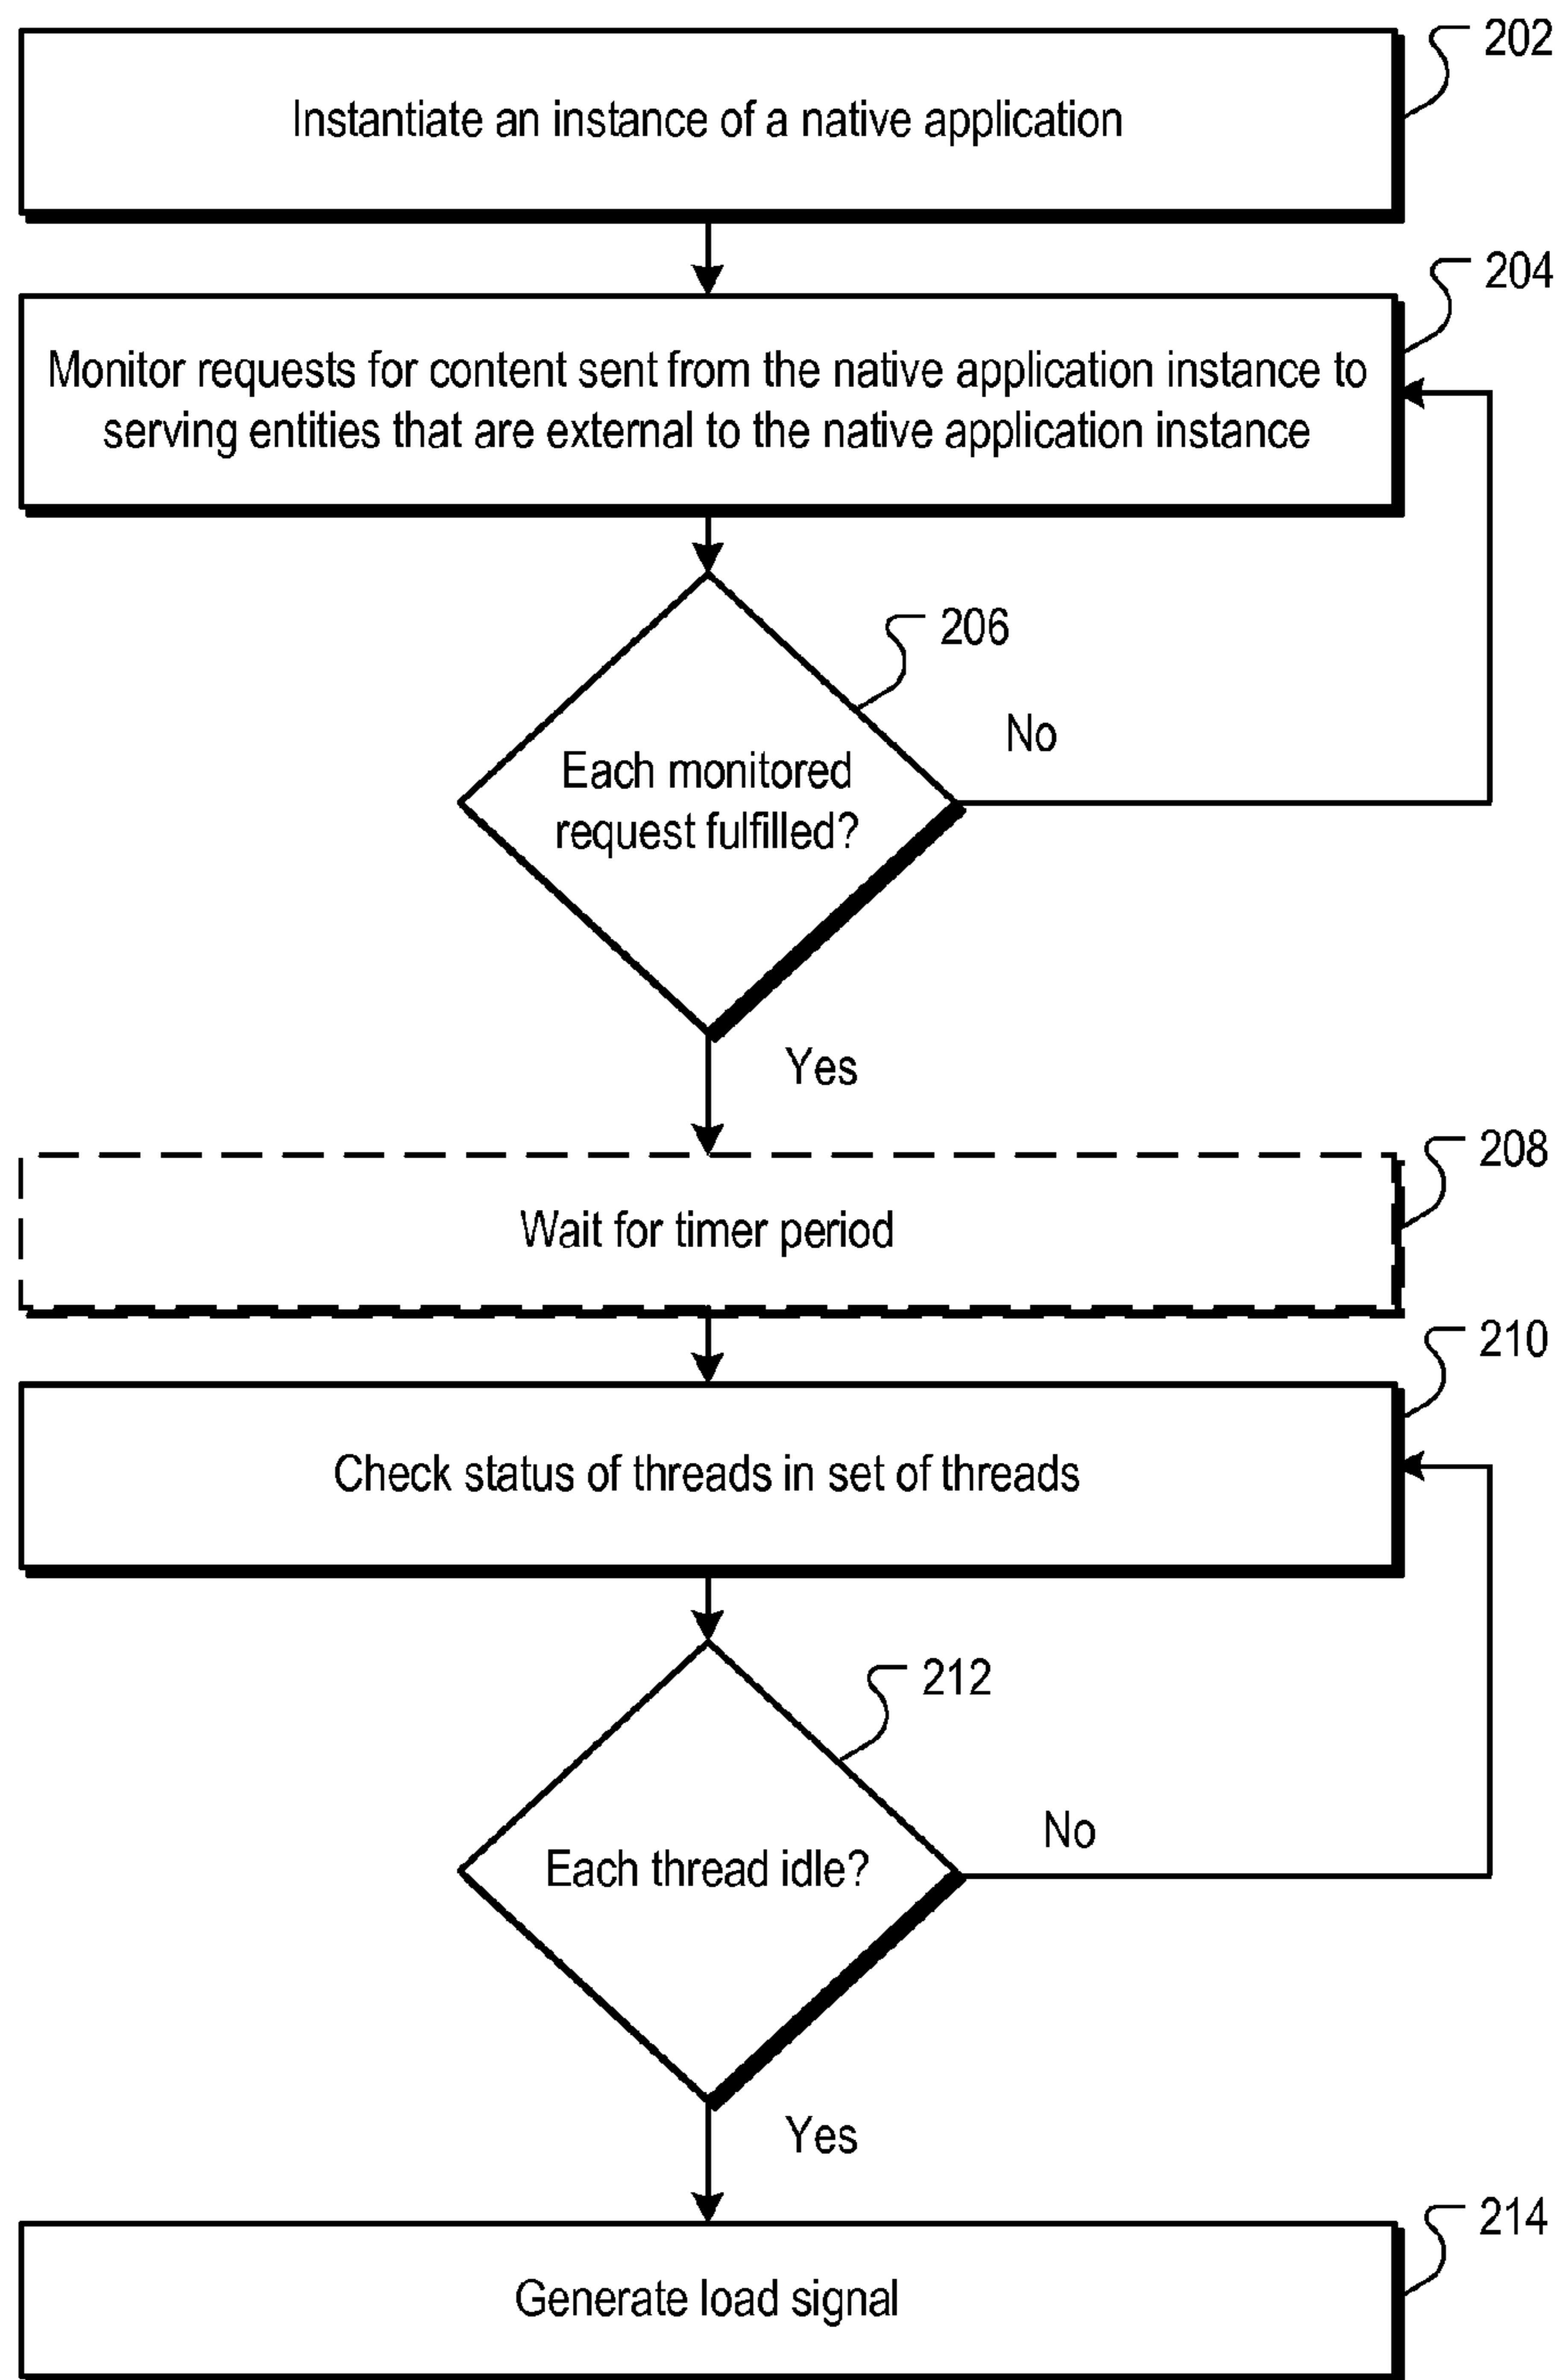 202
Instantiate an instance of a native application
204
Monitor requests for content sent from the native application instance to
serving entities that are external to the native application instance
206
No
Each monitored
request fulfilled?
Yes
208
Wait for timer period
210
Check status of threads in set of threads
212
No
Each thread idle?
Yes
214
Generate load signal